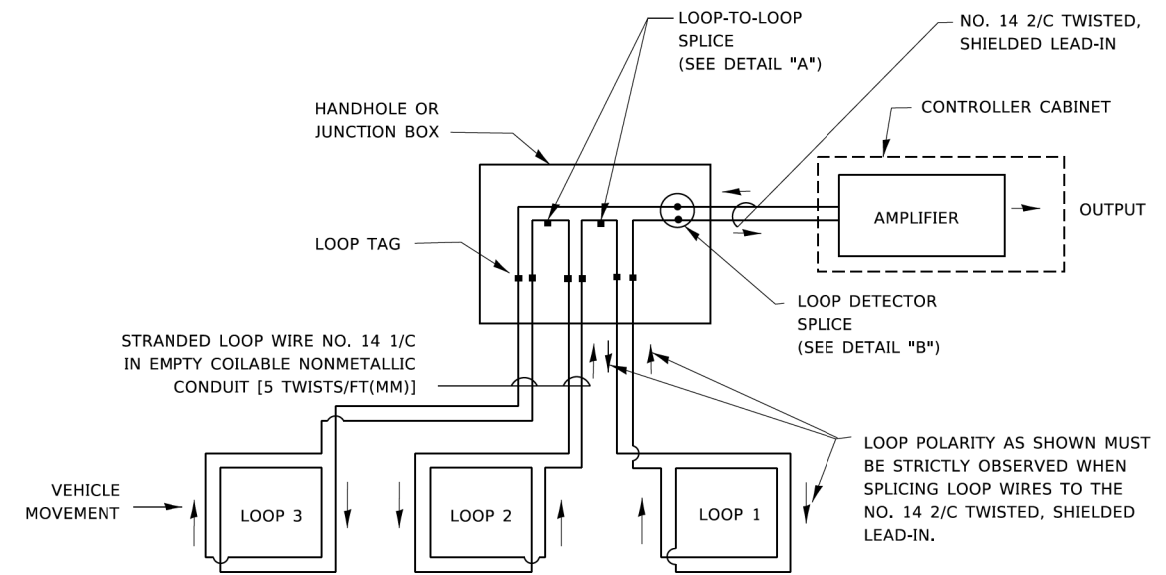 LOOP-TO-LOOP
SPLICE
(SEE DETAIL "A")
NO. 14 2/C TWISTED,
SHIELDED LEAD-IN
HANDHOLE OR
JUNCTION BOX
CONTROLLER CABINET
AMPLIFIER
OUTPUT
LOOP TAG
LOOP DETECTOR
SPLICE
(SEE DETAIL "B")
STRANDED LOOP WIRE NO. 14 1/C
IN EMPTY COILABLE NONMETALLIC
CONDUIT [5 TWISTS/FT(MM)]
LOOP POLARITY AS SHOWN MUST
BE STRICTLY OBSERVED WHEN
SPLICING LOOP WIRES TO THE
NO. 14 2/C TWISTED, SHIELDED
LEAD-IN.
VEHICLE
MOVEMENT
LOOP 3
LOOP 2
LOOP 1